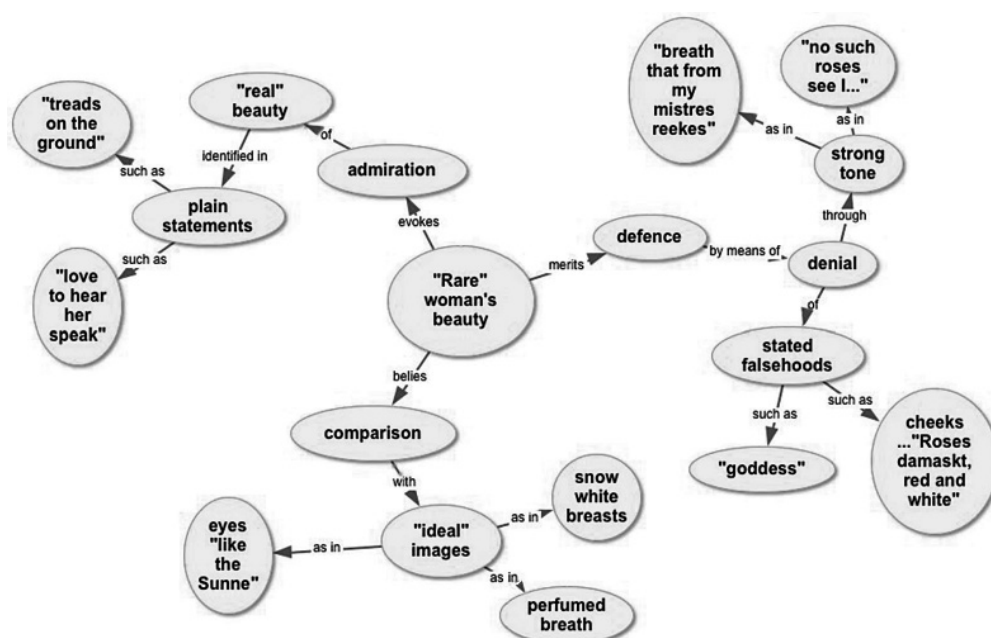 "treads
on the
ground"
"real"
beauty
of
identified in
such as
admiration
plain
statements
such as
"love
to hear
her
speak"
evokes
"Rare"
woman's
beauty
merits
defence
by means of
denial
through
strong
tone
as in
"breath
that from
my
mistres
reekes"
as in
"no such
roses
see I..."
of
stated
falsehoods
such as
"goddess"
such as
cheeks
..."Roses
damaskt,
red and
white"
belies
comparison
with
"ideal"
images
as in
eyes
"like
the
Sunne"
as in
snow
white
breasts
as in
perfumed
breath